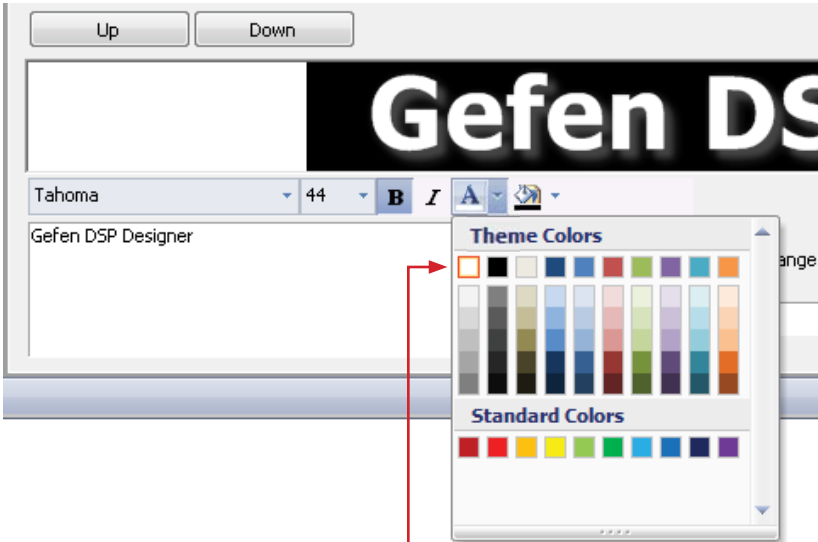 Up Down
Gefen DS
Tahoma 44 B I A
Gefen DSP Designer
Theme Colors
ange
Standard Colors